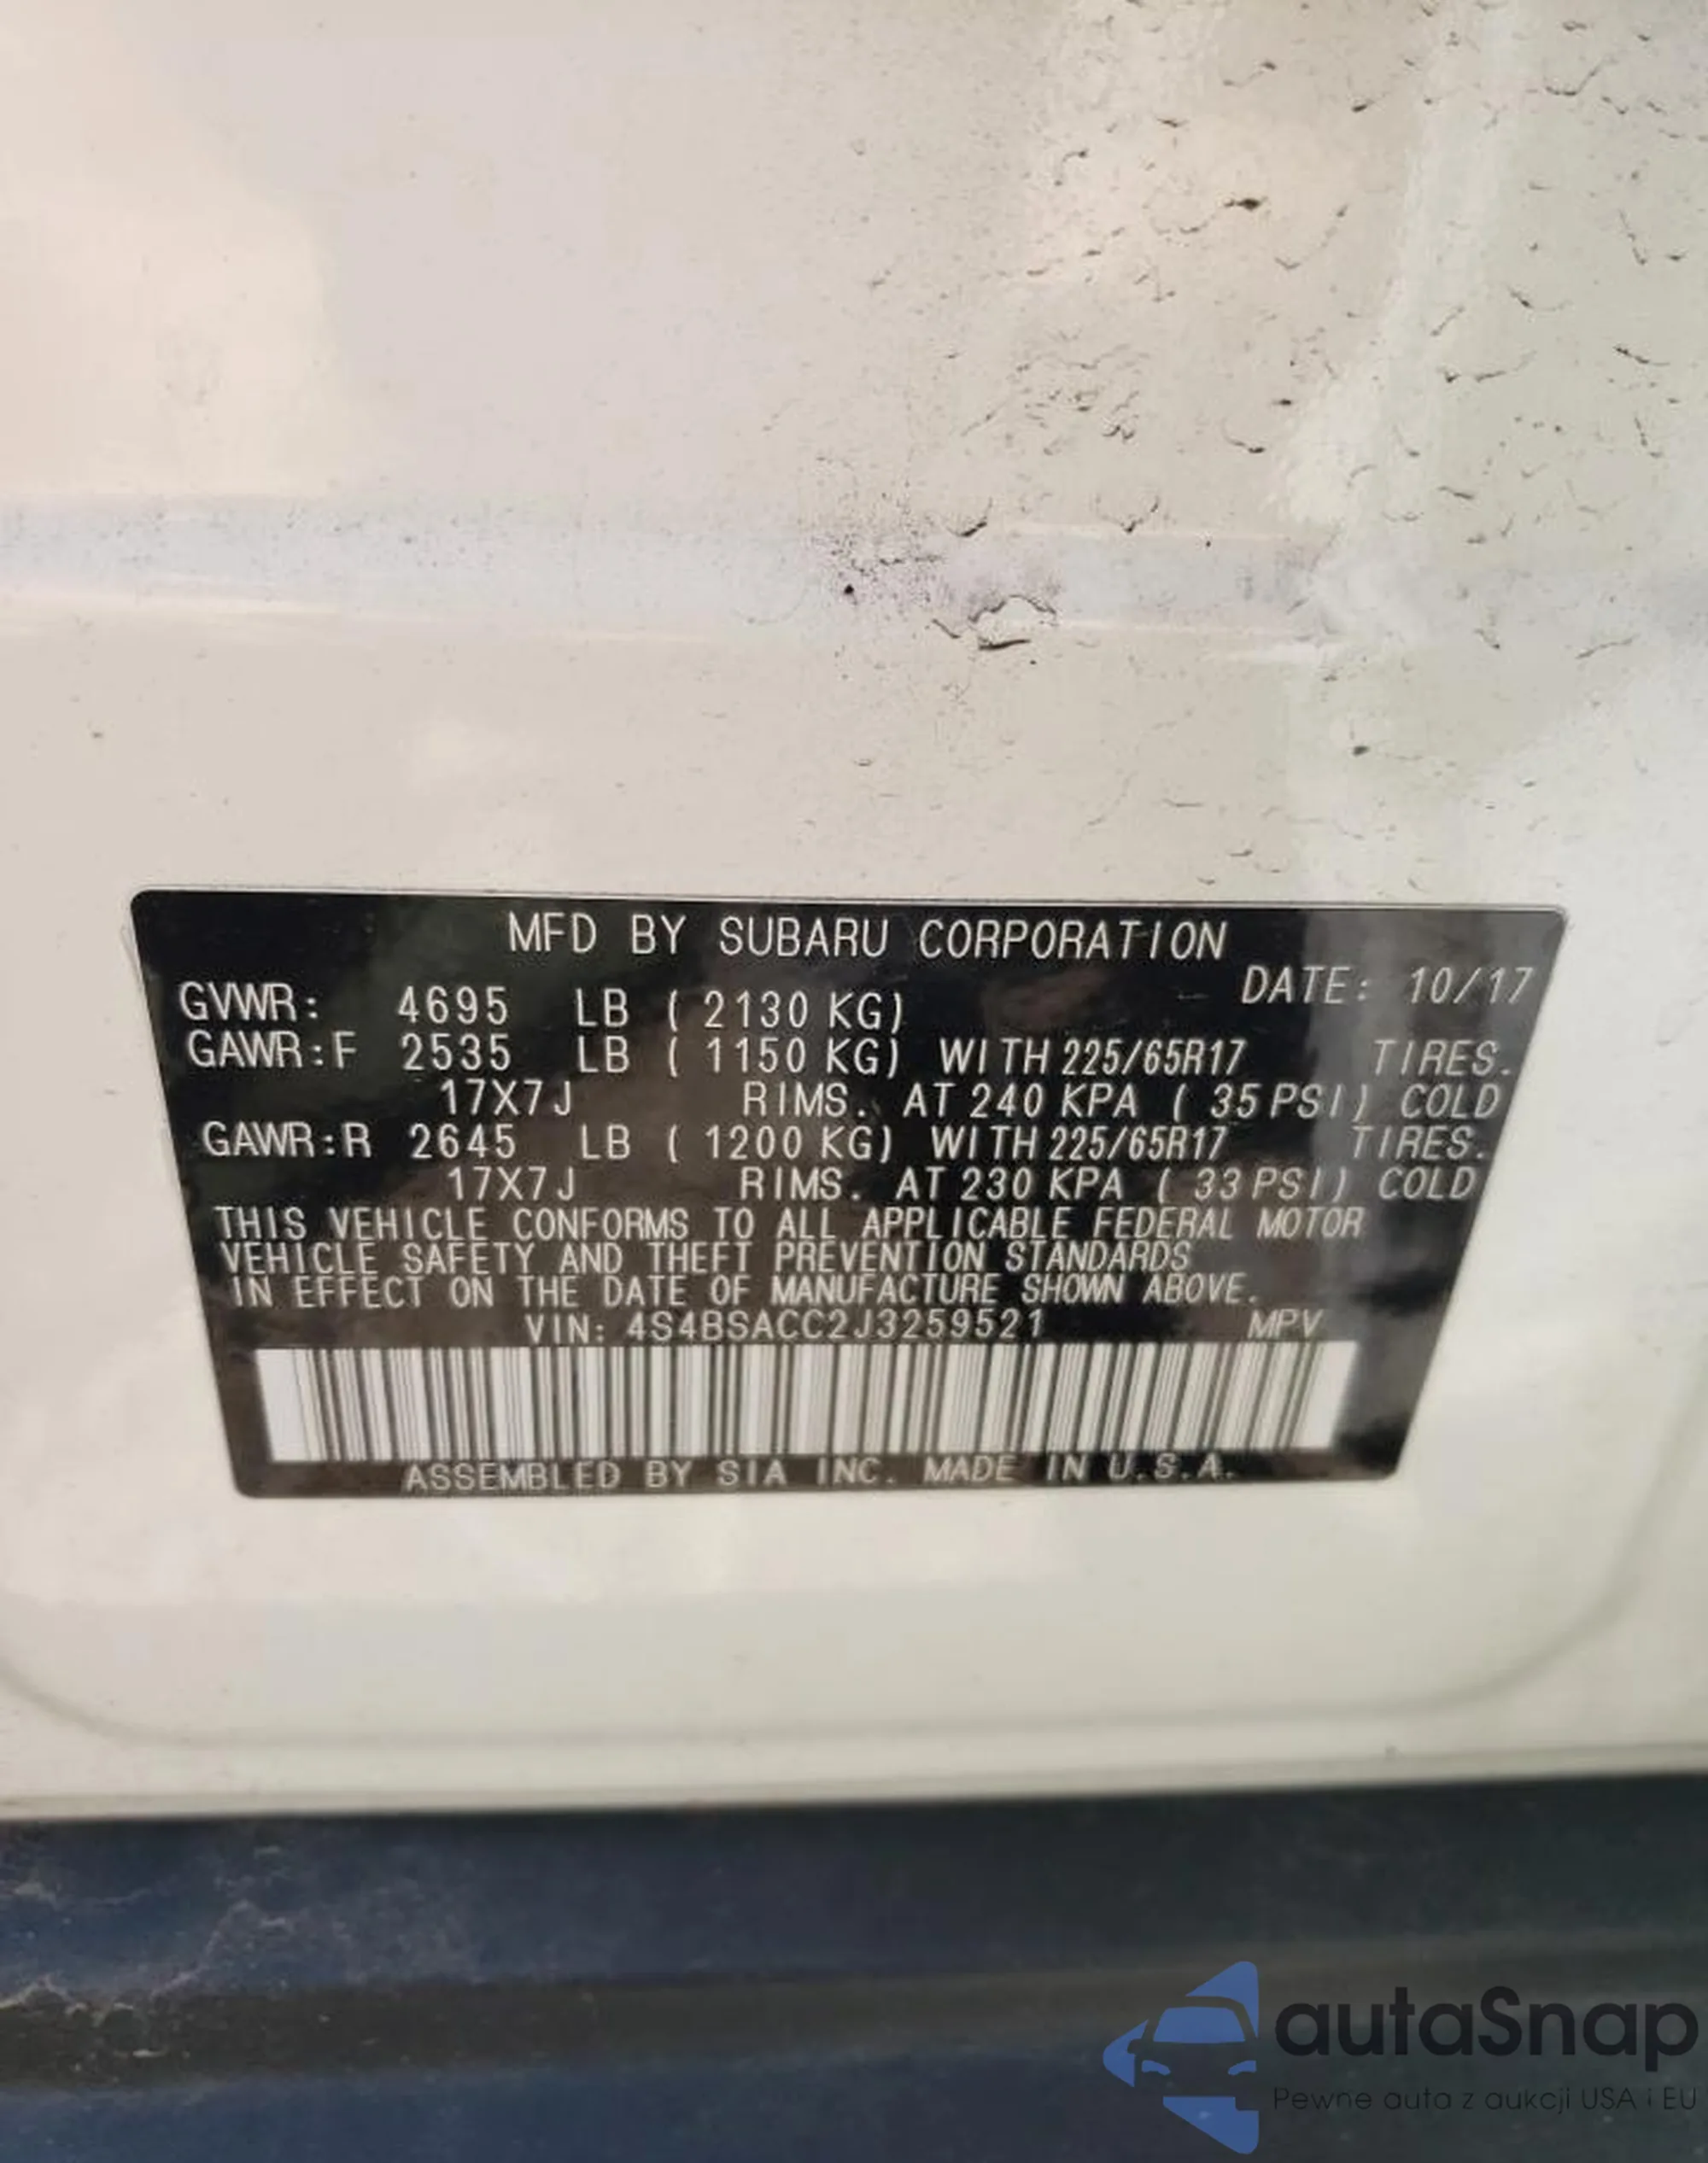 MFD BY SUBARU CORPORATION
DATE: 10/17
GVWR: 4695 LB ( 2130 KG)
GAWR:F 2535 LB ( 1150 KG) WITH 225/65R17 TIRES.
17X7J RIMS. AT 240 KPA ( 35 PSI) COLD
GAWR:R 2645 LB ( 1200 KG) WITH 225/65R17 TIRES.
17X7J RIMS. AT 230 KPA ( 33 PSI) COLD
THIS VEHICLE CONFORMS TO ALL APPLICABLE FEDERAL MOTOR
VEHICLE SAFETY AND THEFT PREVENTION STANDARDS
IN EFFECT ON THE DATE OF MANUFACTURE SHOWN ABOVE.
VIN: 4S4BSACC2J3259521 MPV
ASSEMBLED BY SIA INC. MADE IN U.S.A.
autaSnap
Pewne auta z aukcji USA i EU